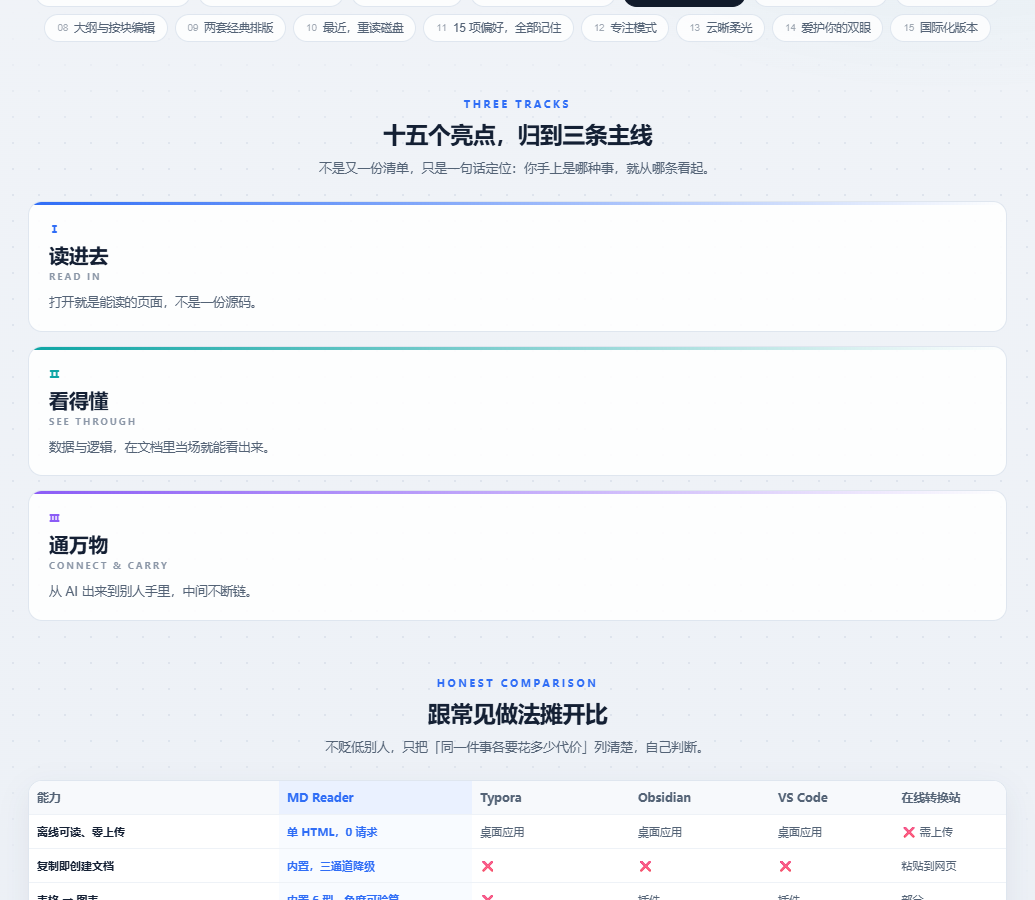 08 大纲与按块编辑 09 两套经典排版 10 最近，重读磁盘 11 15 项偏好，全部记住 12 专注模式 13 云晰柔光 14 爱护你的双眼 15 国际化版本
THREE TRACKS
十五个亮点，归到三条主线
不是又一份清单，只是一句话定位：你手上是哪种事，就从哪条看起。
I
读进去
READ IN
打开就是能读的页面，不是一份源码。
II
看得懂
SEE THROUGH
数据与逻辑，在文档里当场就能看出来。
III
通万物
CONNECT & CARRY
从 AI 出来到别人手里，中间不断链。
HONEST COMPARISON
跟常见做法摊开比
不贬低别人，只把「同一件事各要花多少代价」列清楚，自己判断。
能力 MD Reader Typora Obsidian VS Code 在线转换站
离线可读、零上传 单 HTML，0 请求 桌面应用 桌面应用 桌面应用 ❌ 需上传
复制即创建文档 内置，三通道降级 ❌ ❌ ❌ 粘贴到网页